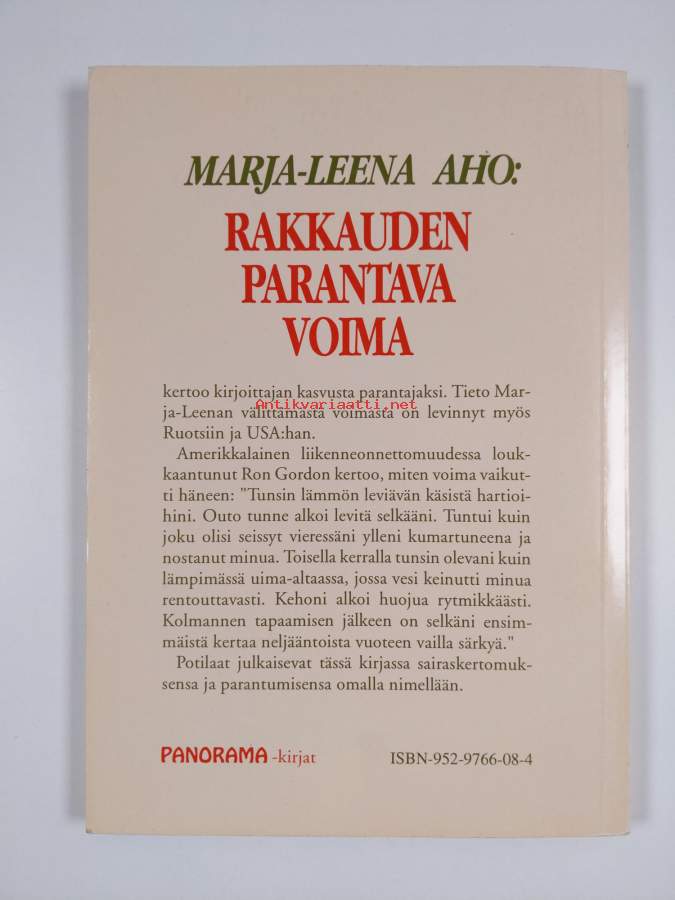 MARJA-LEENA AHO:
RAKKAUDEN
PARANTAVA
VOIMA
kertoo kirjoittajan kasvusta parantajaksi. Tieto Mar-
Antikvariaatti.net
ja-Leenan välittämästä voimasta on levinnyt myös
Ruotsiin ja USA:han.
Amerikkalainen liikenneonnettomuudessa louk-
kaantunut Ron Gordon kertoo, miten voima vaikut-
ti häneen: "Tunsin lämmön leviävän käsistä hartioi-
hini. Outo tunne alkoi levitä selkääni. Tuntui kuin
joku olisi seissyt vieressäni ylleni kumartuneena ja
nostanut minua. Toisella kerralla tunsin olevani kuin
lämpimässä uima-altaassa, jossa vesi keinutti minua
rentouttavasti. Kehoni alkoi huojua rytmikkäästi.
Kolmannen tapaamisen jälkeen on selkäni ensim-
mäistä kertaa neljääntoista vuoteen vailla särkyä."
Potilaat julkaisevat tässä kirjassa sairaskertomuk-
sensa ja parantumisensa omalla nimellään.
PANORAMA -kirjat
ISBN-952-9766-08-4